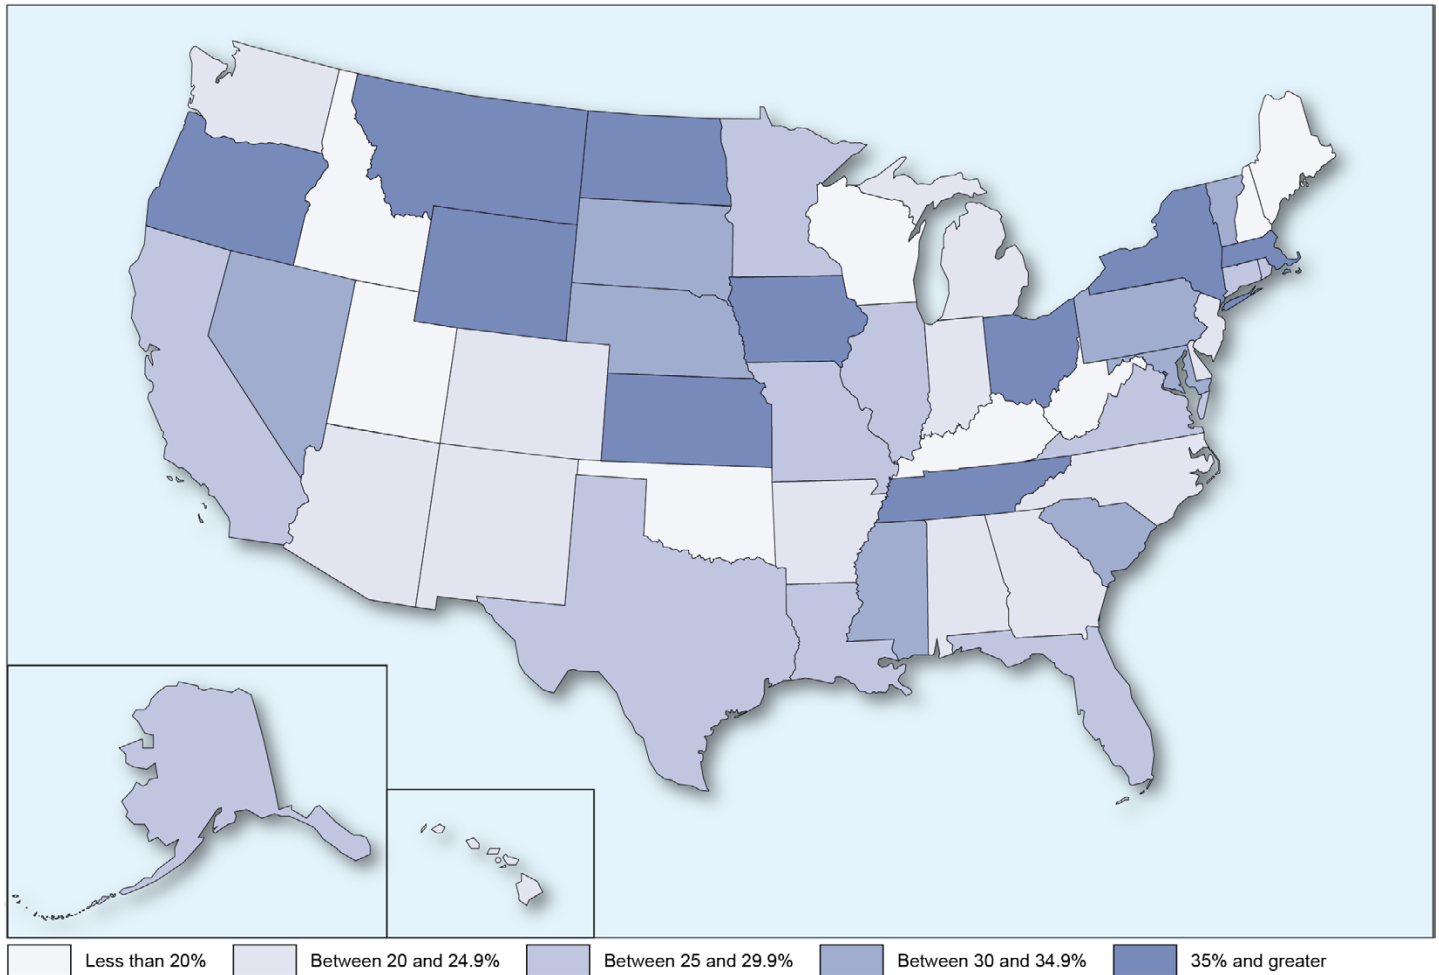 Less than 20%
Between 20 and 24.9%
Between 25 and 29.9%
Between 30 and 34.9%
35% and greater